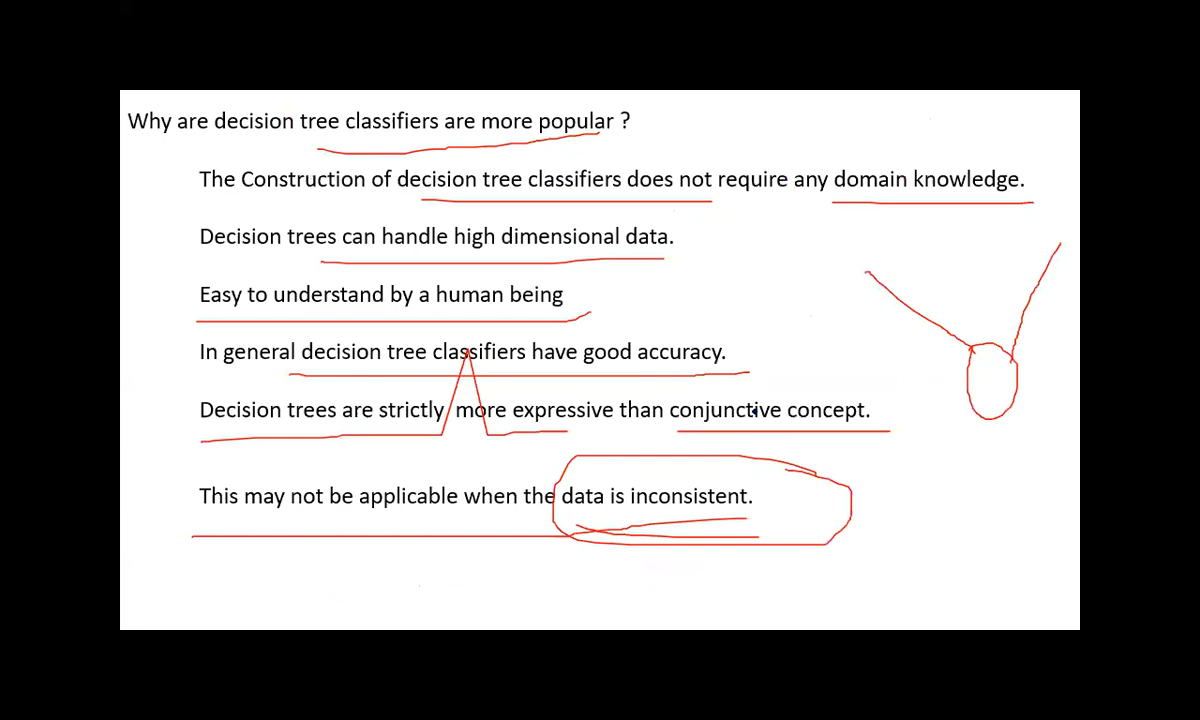 Why are decision tree classifiers are more popular ?
The Construction of decision tree classifiers does not require any domain knowledge.
Decision trees can handle high dimensional data.
Easy to understand by a human being
In general decision tree classifiers have good accuracy.
Decision trees are strictly more expressive than conjunctive concept.
This may not be applicable when the data is inconsistent.